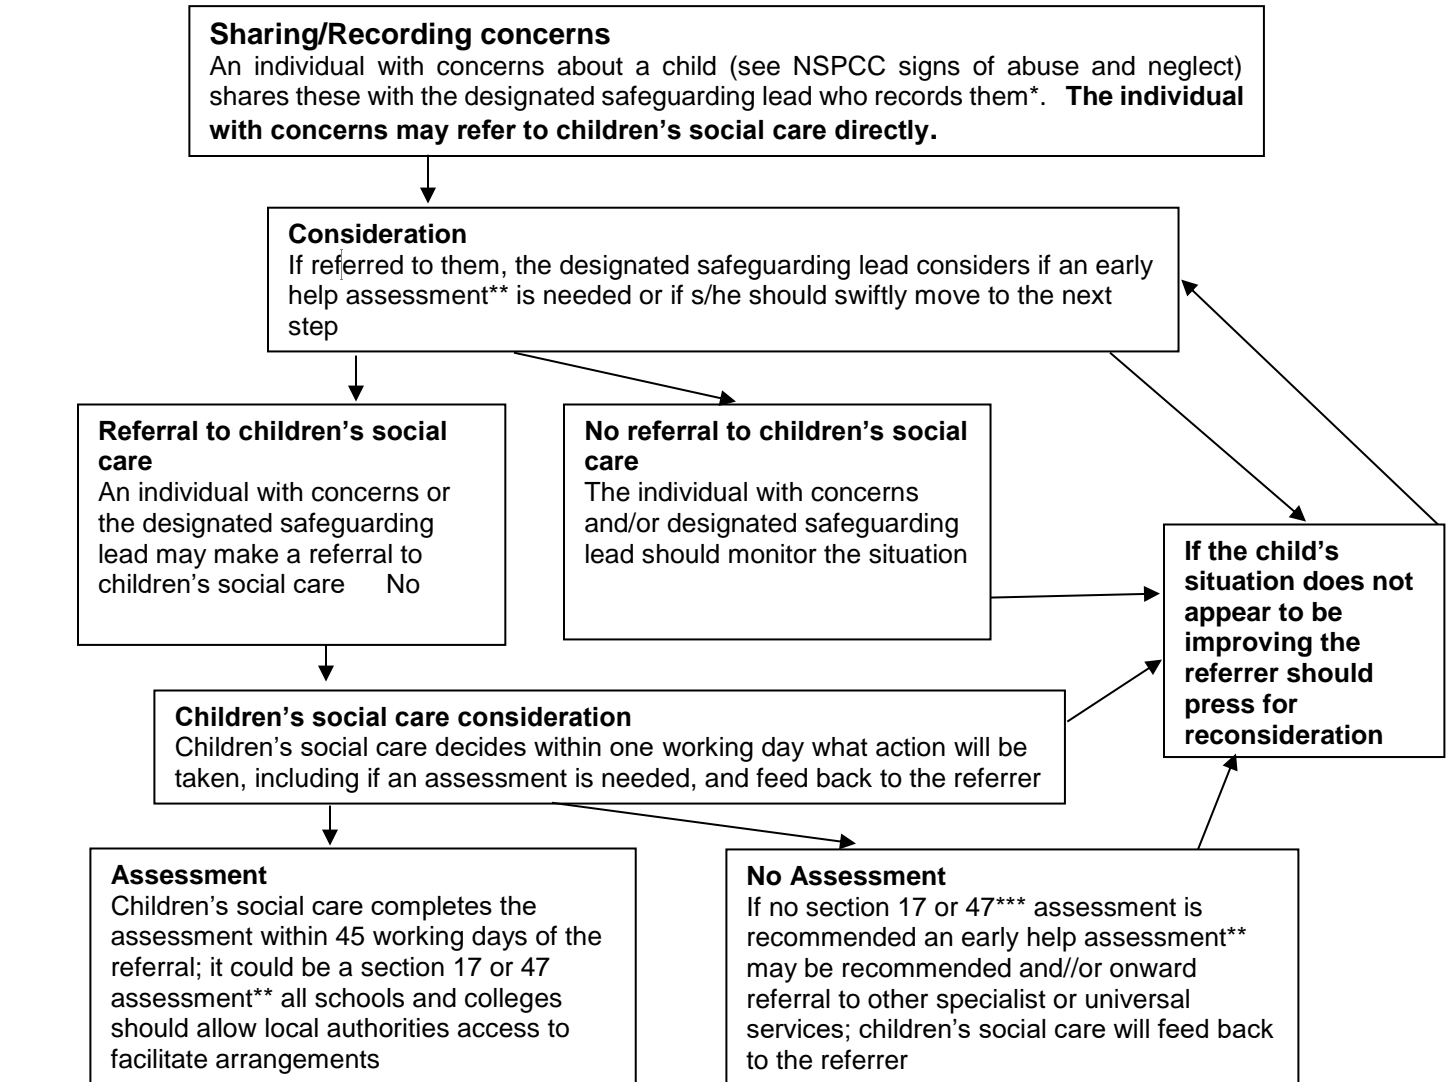 Sharing/Recording concerns
An individual with concerns about a child (see NSPCC signs of abuse and neglect)
shares these with the designated safeguarding lead who records them*. The individual
with concerns may refer to children’s social care directly.
Consideration
If referred to them, the designated safeguarding lead considers if an early
help assessment** is needed or if s/he should swiftly move to the next
step
Referral to children’s social
care
An individual with concerns or
the designated safeguarding
lead may make a referral to
children’s social care No
No referral to children’s social
care
The individual with concerns
and/or designated safeguarding
lead should monitor the situation
If the child’s
situation does not
appear to be
improving the
referrer should
press for
reconsideration
Children’s social care consideration
Children’s social care decides within one working day what action will be
taken, including if an assessment is needed, and feed back to the referrer
Assessment
Children’s social care completes the
assessment within 45 working days of the
referral; it could be a section 17 or 47
assessment** all schools and colleges
should allow local authorities access to
facilitate arrangements
No Assessment
If no section 17 or 47*** assessment is
recommended an early help assessment**
may be recommended and//or onward
referral to other specialist or universal
services; children’s social care will feed back
to the referrer